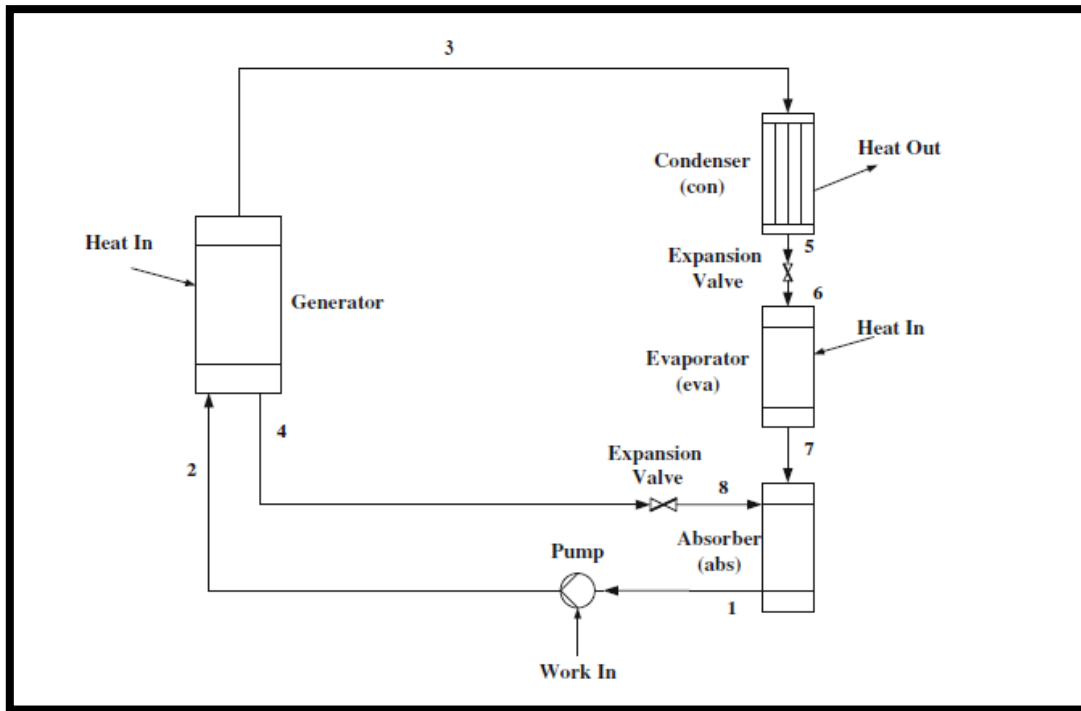 3
Condenser
(con)
Heat Out
Heat In
5
Expansion
Valve
6
Generator
Heat In
Evaporator
(eva)
4
7
2
Expansion
Valve
8
Absorber
(abs)
Pump
1
Work In